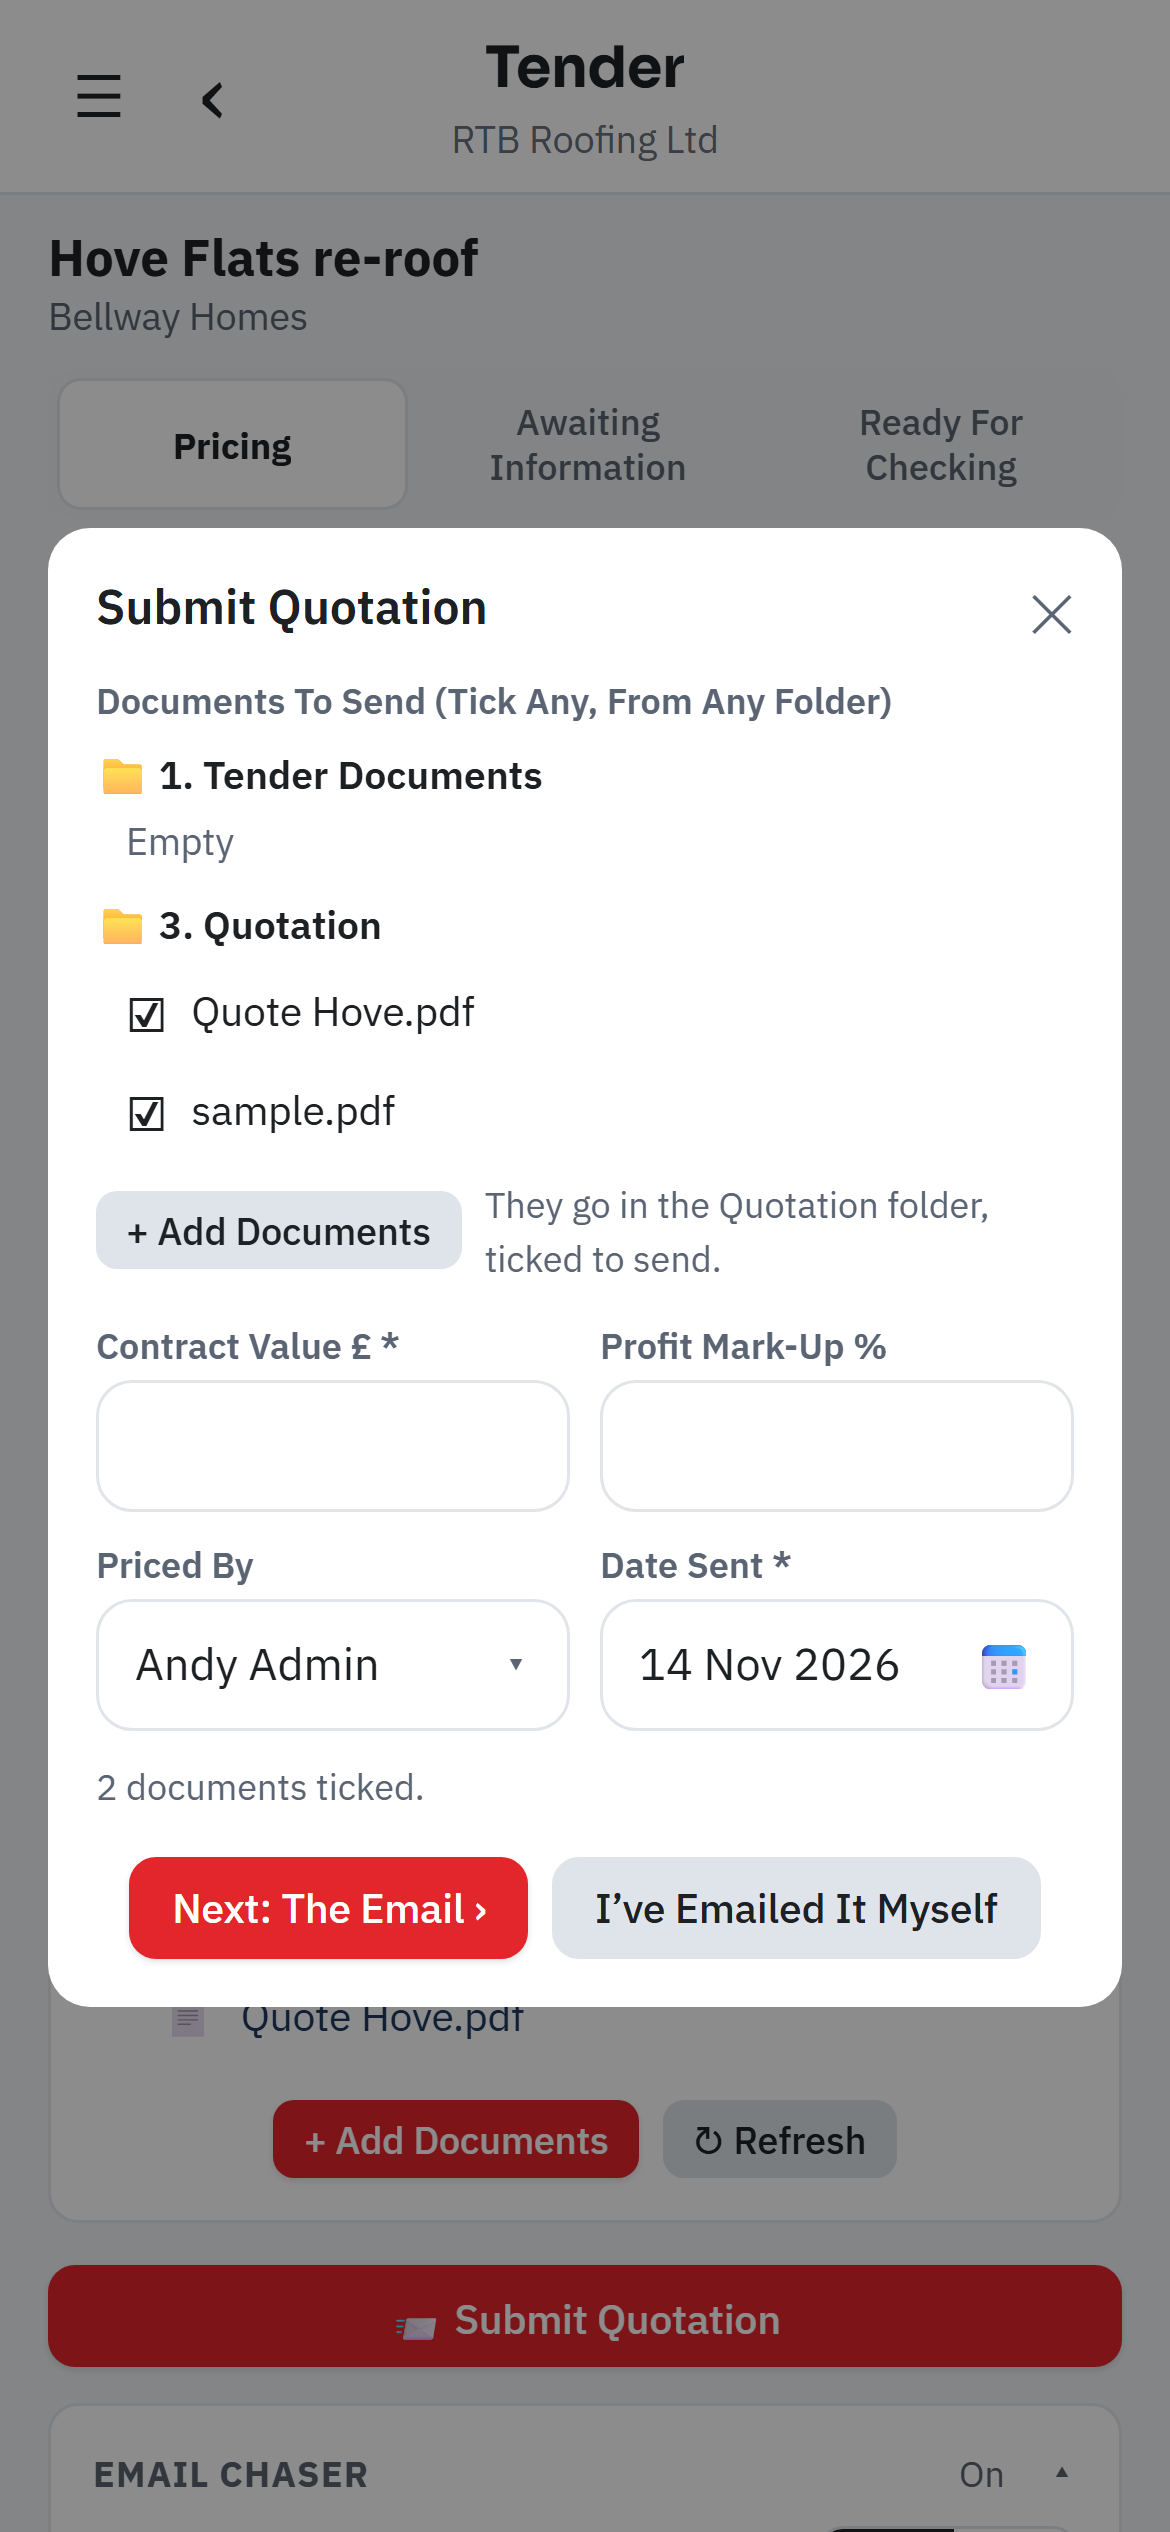 Tender
RTB Roofing Ltd
Hove Flats re-roof
Bellway Homes
Pricing
Awaiting
Information
Ready For
Checking
Submit Quotation
Documents To Send (Tick Any, From Any Folder)
1. Tender Documents
Empty
3. Quotation
Quote Hove.pdf
sample.pdf
+ Add Documents
They go in the Quotation folder,
ticked to send.
Contract Value £ *
Profit Mark-Up %
Priced By
Date Sent *
Andy Admin
14 Nov 2026
2 documents ticked.
Next: The Email ›
I’ve Emailed It Myself
Quote Hove.pdf
+ Add Documents
↻ Refresh
Submit Quotation
EMAIL CHASER
On